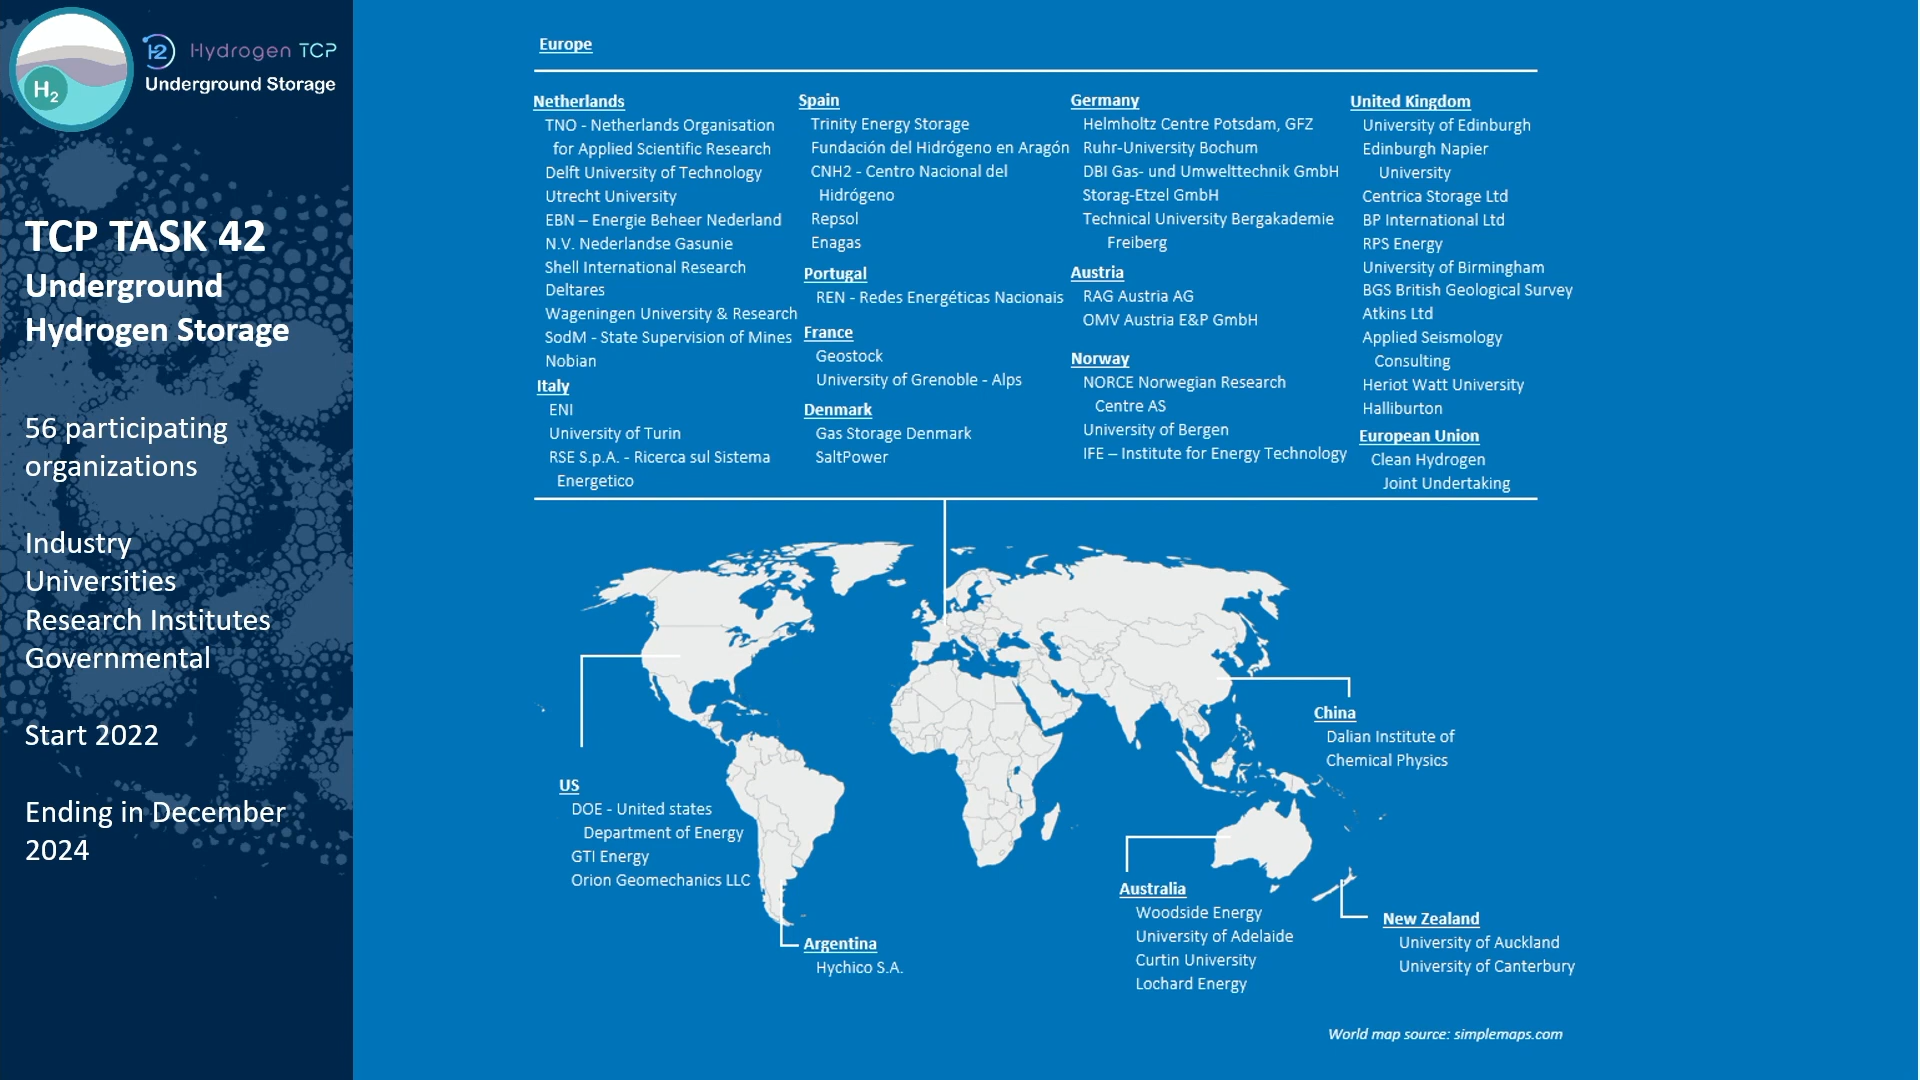 H2
H2 Hydrogen TCP
Underground Storage
TCP TASK 42
Underground
Hydrogen Storage
56 participating
organizations
Industry
Universities
Research Institutes
Governmental
Start 2022
Ending in December
2024
Europe
Netherlands
TNO - Netherlands Organisation
for Applied Scientific Research
Delft University of Technology
Utrecht University
EBN – Energie Beheer Nederland
N.V. Nederlandse Gasunie
Shell International Research
Deltares
Wageningen University & Research
SodM - State Supervision of Mines
Nobian
Italy
ENI
University of Turin
RSE S.p.A. - Ricerca sul Sistema
Energetico
Spain
Trinity Energy Storage
Fundación del Hidrógeno en Aragón
CNH2 - Centro Nacional del
Hidrógeno
Repsol
Enagas
Portugal
REN - Redes Energéticas Nacionais
France
Geostock
University of Grenoble - Alps
Denmark
Gas Storage Denmark
SaltPower
Germany
Helmholtz Centre Potsdam, GFZ
Ruhr-University Bochum
DBI Gas- und Umwelttechnik GmbH
Storag-Etzel GmbH
Technical University Bergakademie
Freiberg
Austria
RAG Austria AG
OMV Austria E&P GmbH
Norway
NORCE Norwegian Research
Centre AS
University of Bergen
IFE – Institute for Energy Technology
United Kingdom
University of Edinburgh
Edinburgh Napier
University
Centrica Storage Ltd
BP International Ltd
RPS Energy
University of Birmingham
BGS British Geological Survey
Atkins Ltd
Applied Seismology
Consulting
Heriot Watt University
Halliburton
European Union
Clean Hydrogen
Joint Undertaking
US
DOE - United states
Department of Energy
GTI Energy
Orion Geomechanics LLC
Argentina
Hychico S.A.
China
Dalian Institute of
Chemical Physics
Australia
Woodside Energy
University of Adelaide
Curtin University
Lochard Energy
New Zealand
University of Auckland
University of Canterbury
World map source: simplemaps.com